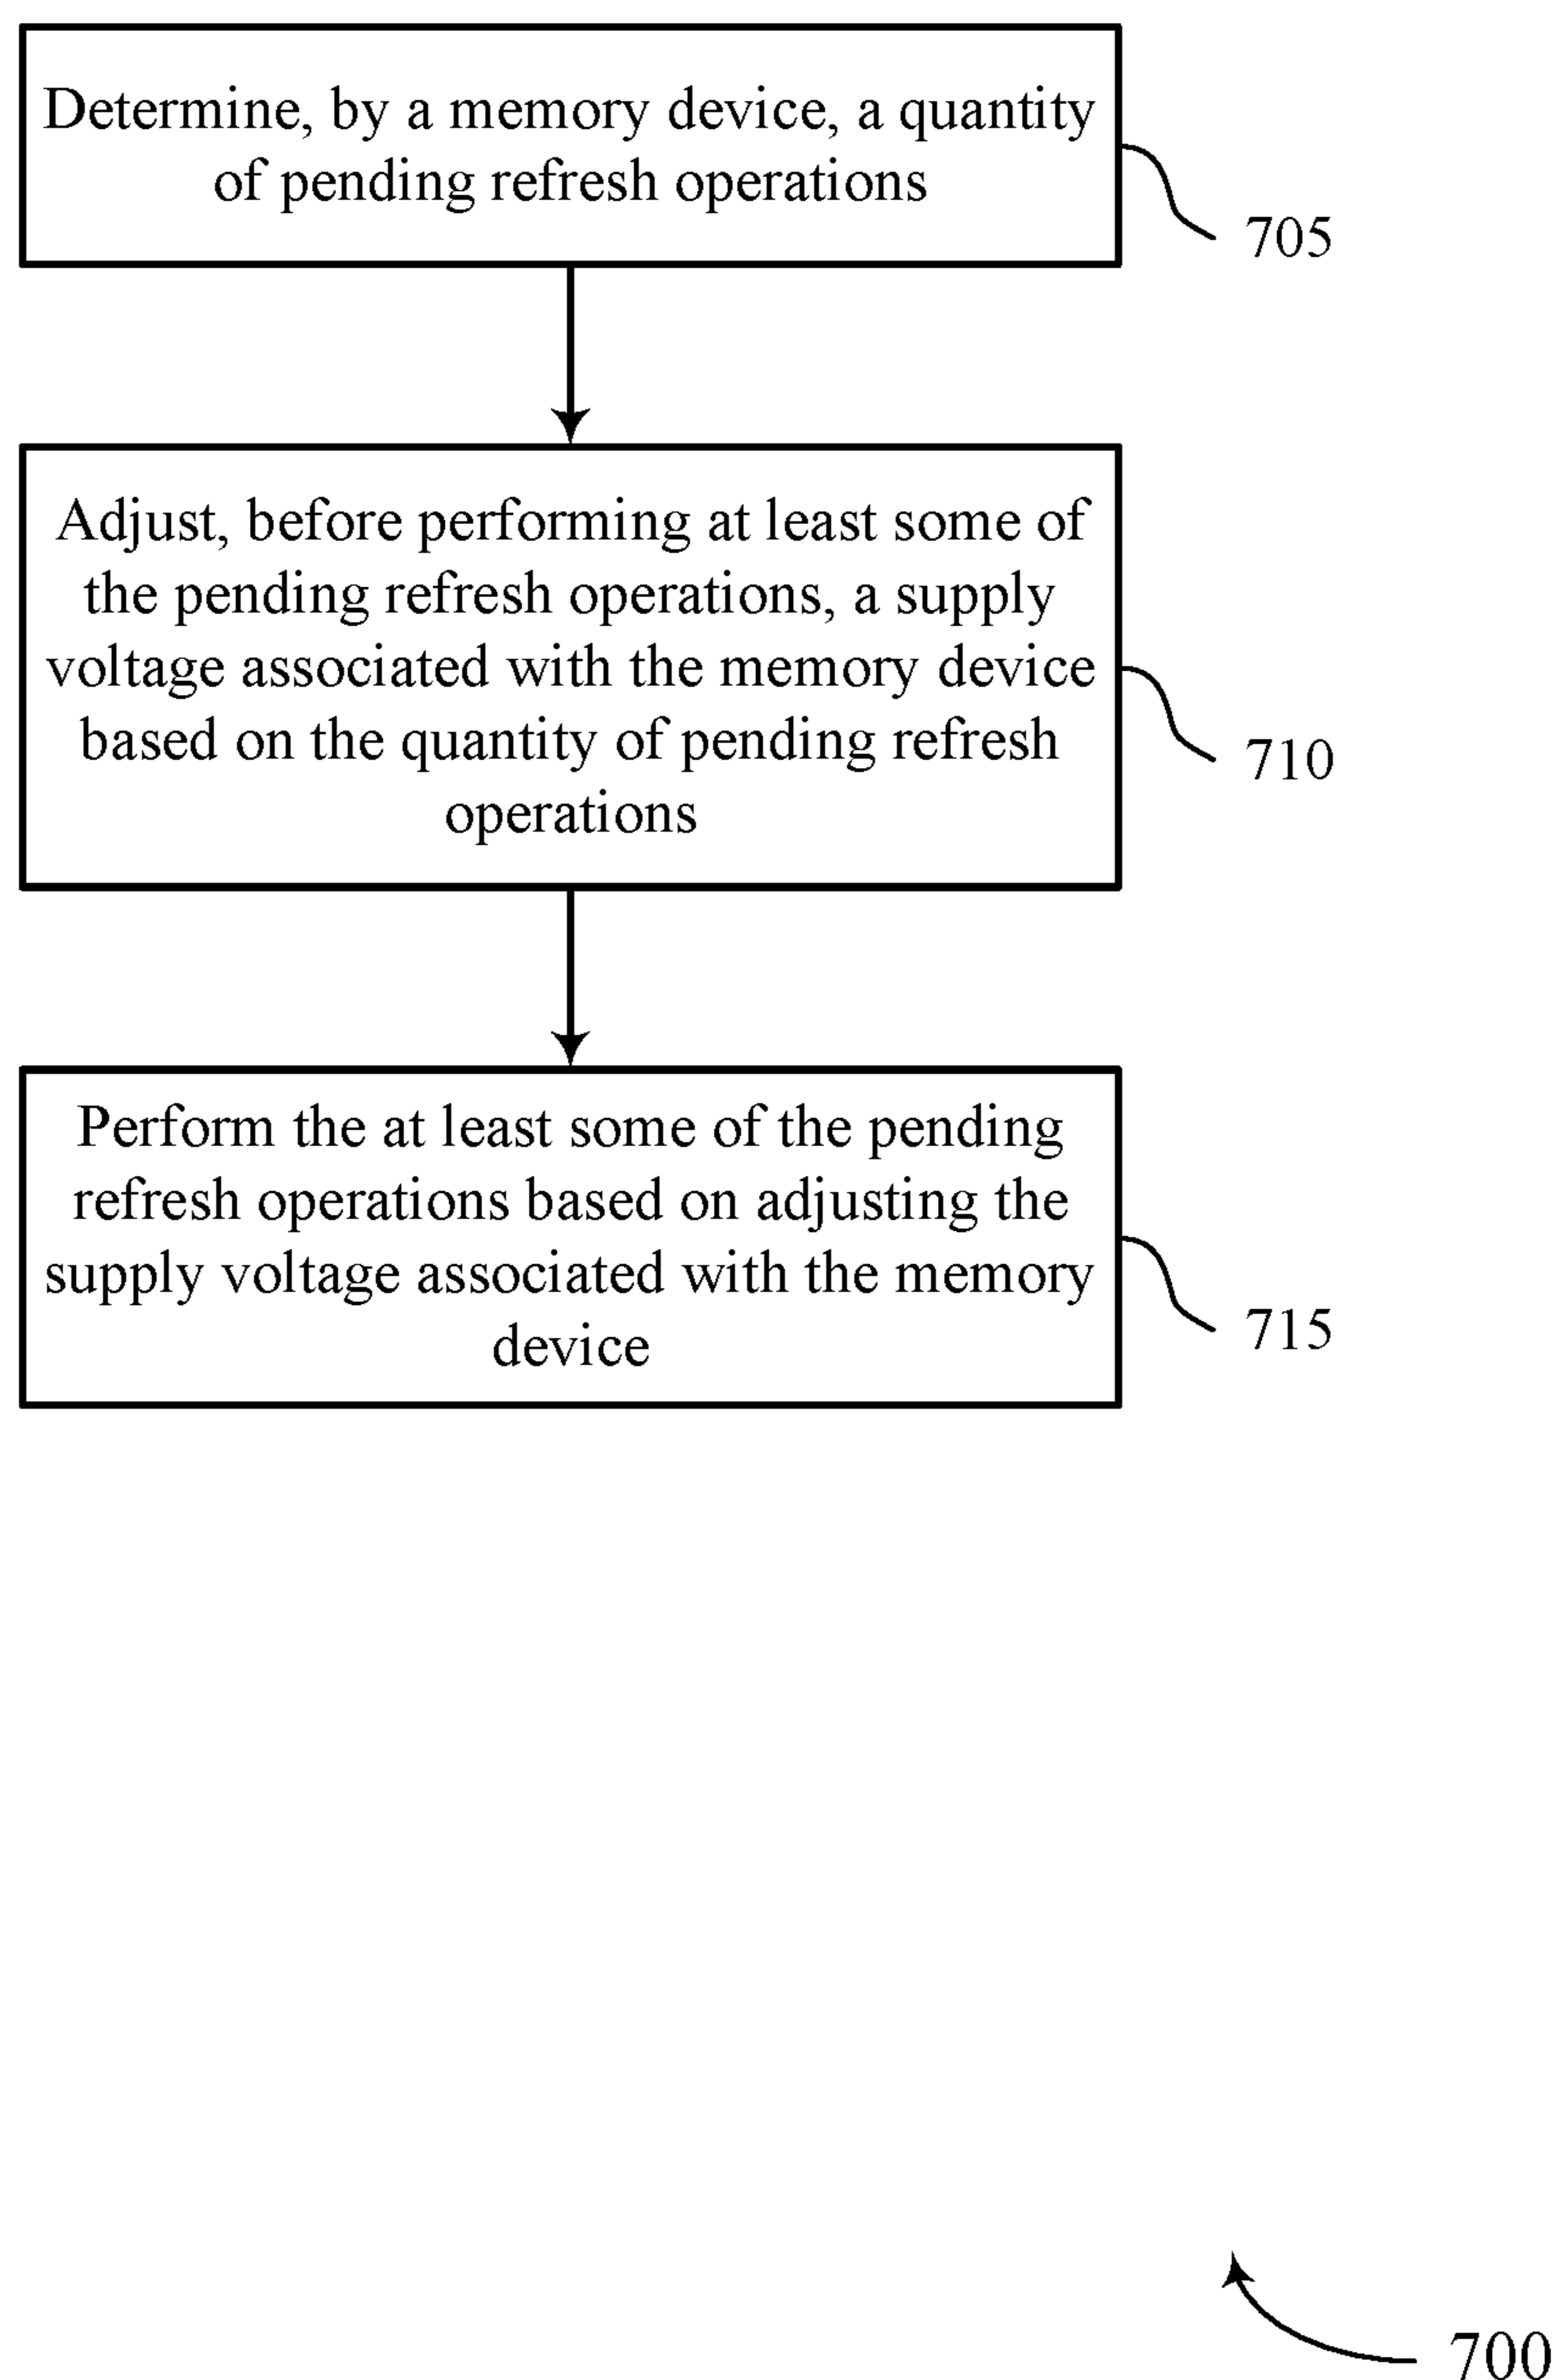 Determine, by a memory device, a quantity
of pending refresh operations
705
Adjust, before performing at least some of
the pending refresh operations, a supply
voltage associated with the memory device
based on the quantity of pending refresh
operations
710
Perform the at least some of the pending
refresh operations based on adjusting the
supply voltage associated with the memory
device
715
700